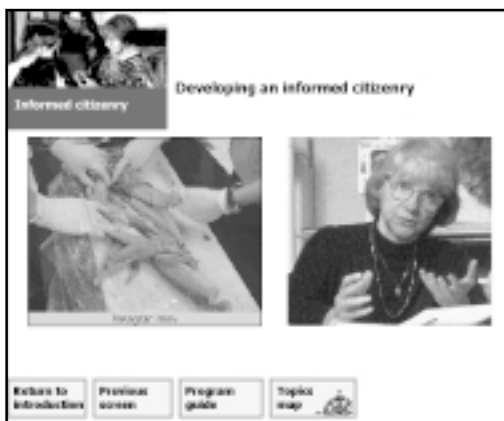 Informed citizenry
Developing an informed citizenry
Return to
introduction
Previous
screen
Program
guide
Topics
map